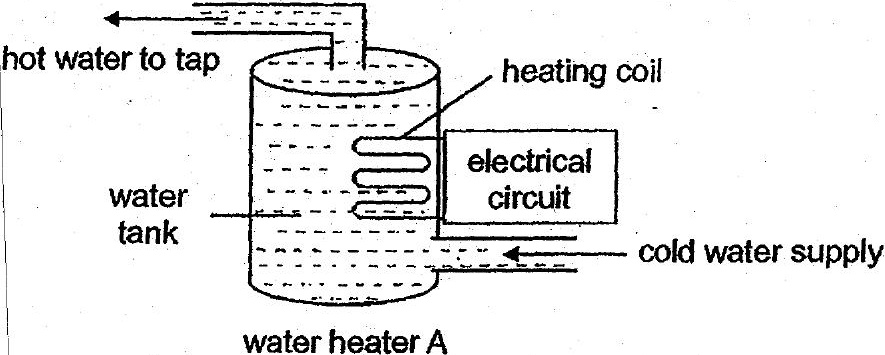 hot water to tap
heating coil
electrical
circuit
water
tank
cold water supply
water heater A